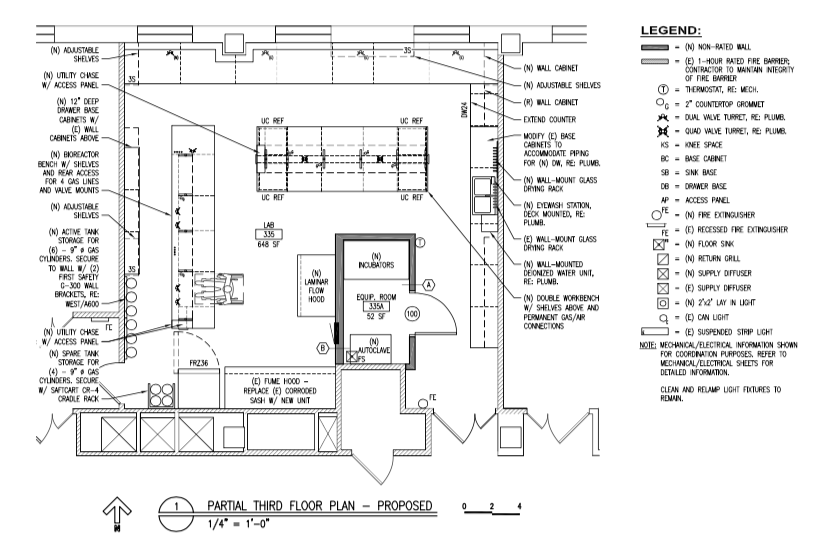 (N) ADJUSTABLE
SHELVES
(N) UTILITY CHASE
W/ ACCESS PANEL
(N) 12" DEEP
DRAWER BASE
CABINETS W/
(E) WALL
CABINETS ABOVE
(N) BIOREACTOR
BENCH W/ SHELVES
AND REAR ACCESS
FOR 4 GAS LINES
AND VALVE MOUNTS
(N) ADJUSTABLE
SHELVES
(N) ACTIVE TANK
STORAGE FOR
(6) - 9" ø GAS
CYLINDERS. SECURE
TO WALL W/ (2)
FIRST SAFETY
G-300 WALL
BRACKETS, RE:
WEST/A600
(N) UTILITY CHASE
W/ ACCESS PANEL
(N) SPARE TANK
STORAGE FOR
(4) - 9" ø GAS
CYLINDERS. SECURE
W/ SAFTCART CR-4
CRADLE RACK
3S
3S
3S
FE
UC REF
UC REF
UC REF
UC REF
LAB
335
648 SF
DW24
(N)
LAMINAR
FLOW
HOOD
(N)
INCUBATORS
EQUIP. ROOM
335A
52 SF
(N)
AUTOCLAVE
FS
T
A
B
100
FRZ36
(E) FUME HOOD -
REPLACE (E) CORRODED
SASH W/ NEW UNIT
FE
(N) WALL CABINET
(N) ADJUSTABLE SHELVES
(R) WALL CABINET
EXTEND COUNTER
MODIFY (E) BASE
CABINETS TO
ACCOMMODATE PIPING
FOR (N) DW, RE: PLUMB.
(N) WALL-MOUNT GLASS
DRYING RACK
(N) EYEWASH STATION,
DECK MOUNTED, RE:
PLUMB.
(E) WALL-MOUNT GLASS
DRYING RACK
(N) WALL-MOUNTED
DEIONIZED WATER UNIT,
RE: PLUMB.
(N) DOUBLE WORKBENCH
W/ SHELVES ABOVE AND
PERMANENT GAS/AIR
CONNECTIONS
LEGEND:
= (N) NON-RATED WALL
= (E) 1-HOUR RATED FIRE BARRIER;
CONTRACTOR TO MAINTAIN INTEGRITY
OF FIRE BARRIER
T = THERMOSTAT, RE: MECH.
G = 2" COUNTERTOP GROMMET
= DUAL VALVE TURRET, RE: PLUMB.
= QUAD VALVE TURRET, RE: PLUMB.
KS = KNEE SPACE
BC = BASE CABINET
SB = SINK BASE
DB = DRAWER BASE
AP = ACCESS PANEL
FE = (N) FIRE EXTINGUISHER
FE = (E) RECESSED FIRE EXTINGUISHER
= (N) FLOOR SINK
= (N) RETURN GRILL
= (N) SUPPLY DIFFUSER
= (E) SUPPLY DIFFUSER
= (N) 2'x2' LAY IN LIGHT
= (E) CAN LIGHT
= (E) SUSPENDED STRIP LIGHT
NOTE: MECHANICAL/ELECTRICAL INFORMATION SHOWN
FOR COORDINATION PURPOSES. REFER TO
MECHANICAL/ELECTRICAL SHEETS FOR
DETAILED INFORMATION.
CLEAN AND RELAMP LIGHT FIXTURES TO
REMAIN.
N
1 PARTIAL THIRD FLOOR PLAN - PROPOSED
1/4" = 1'-0"
0 2 4